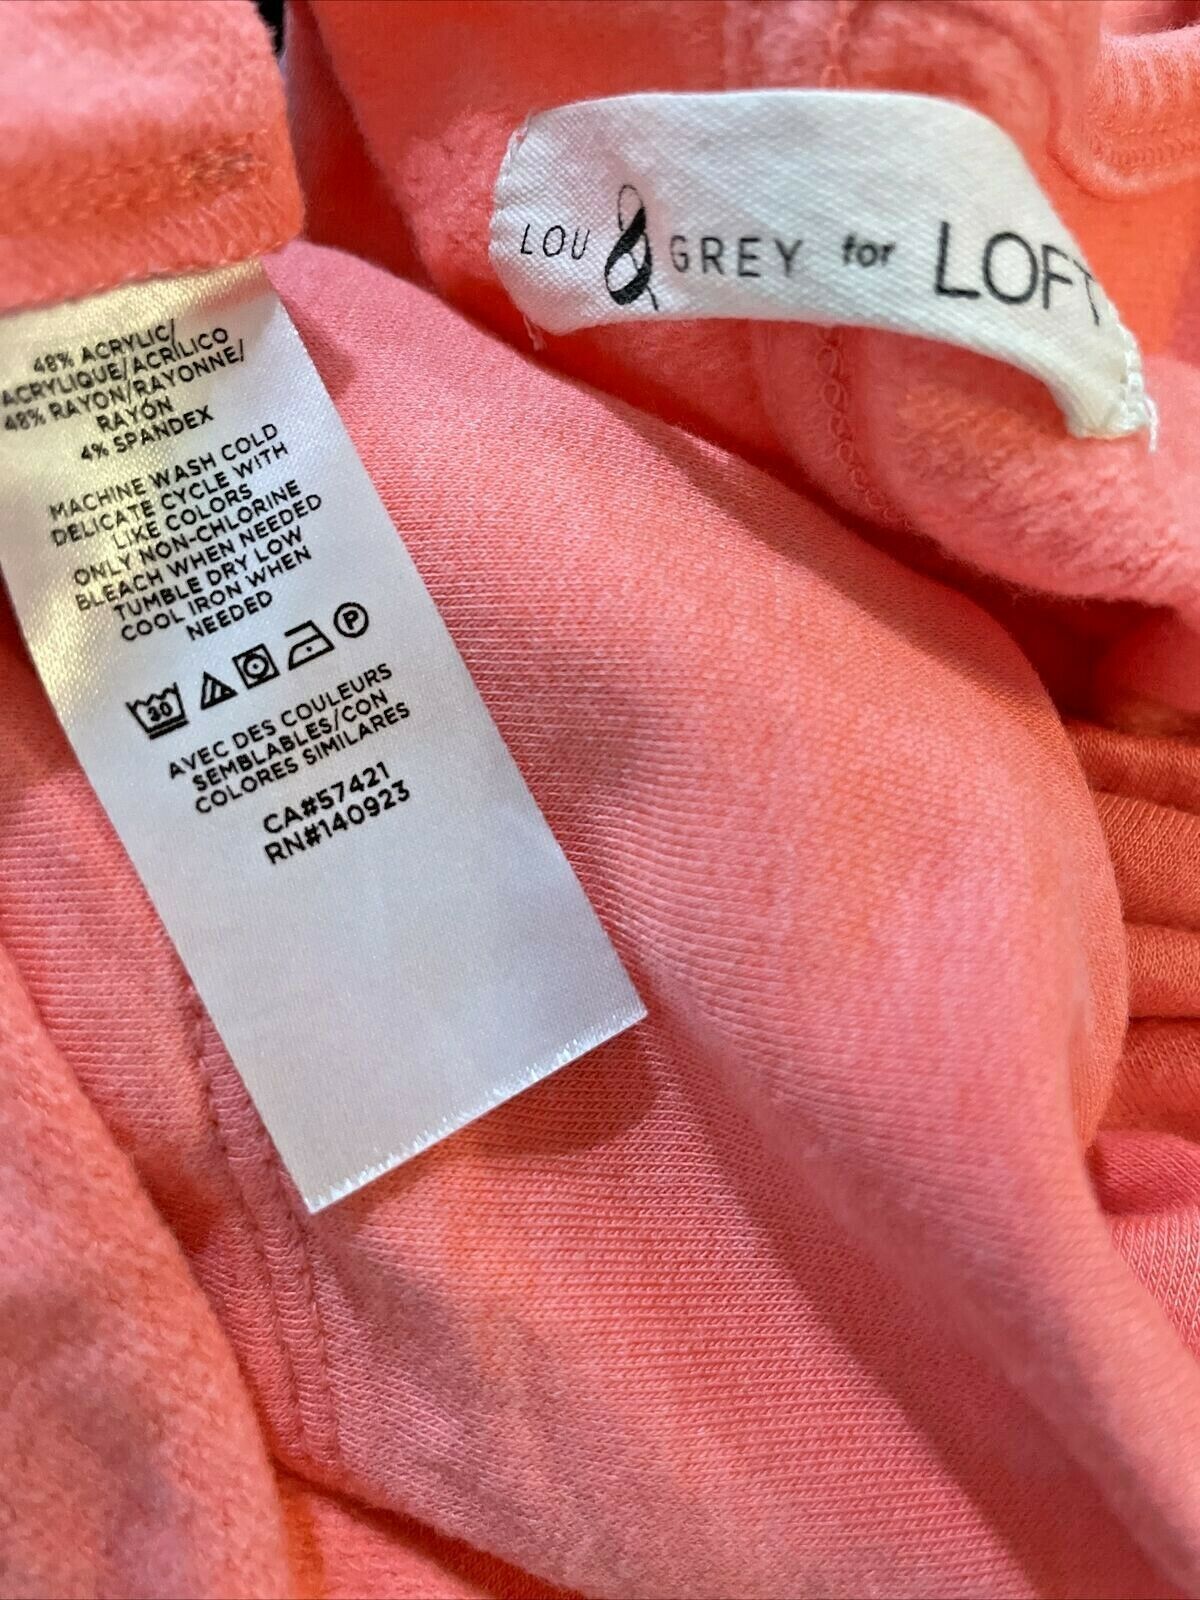 LOU & GREY for LOFT
48% ACRYLIC/
ACRYLIQUE/ACRÍLICO
48% RAYON/RAYONNE/
RAYÓN
4% SPANDEX
MACHINE WASH COLD
DELICATE CYCLE WITH
LIKE COLORS
ONLY NON-CHLORINE
BLEACH WHEN NEEDED
TUMBLE DRY LOW
COOL IRON WHEN
NEEDED
30 P
AVEC DES COULEURS
SEMBLABLES/CON
COLORES SIMILARES
CA#57421
RN#140923